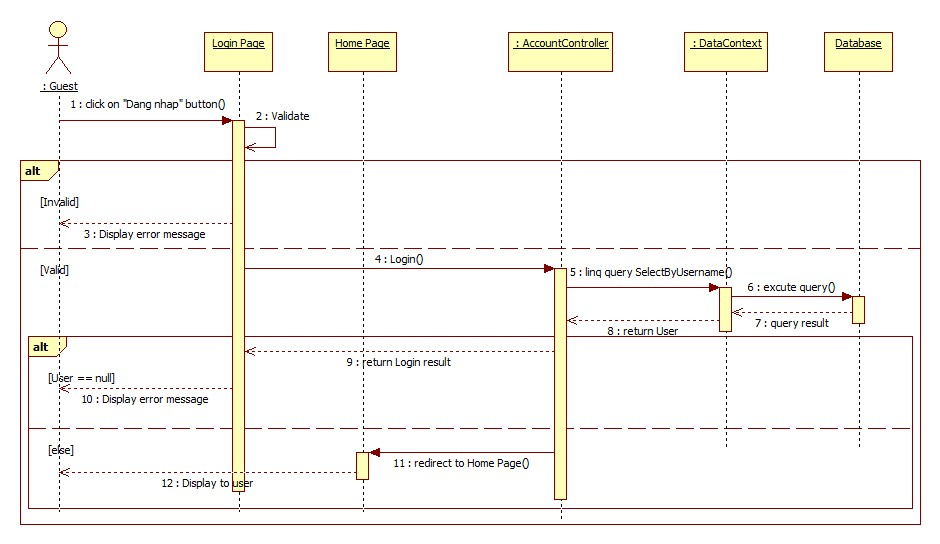 Login Page
Home Page
: AccountController
: DataContext
Database
: Guest
1 : click on "Dang nhap" button()
2 : Validate
alt
[Invalid]
3 : Display error message
[Valid]
4 : Login()
5 : linq query SelectByUsername()
6 : excute query()
7 : query result
8 : return User
alt
9 : return Login result
[User == null]
10 : Display error message
[else]
11 : redirect to Home Page()
12 : Display to user